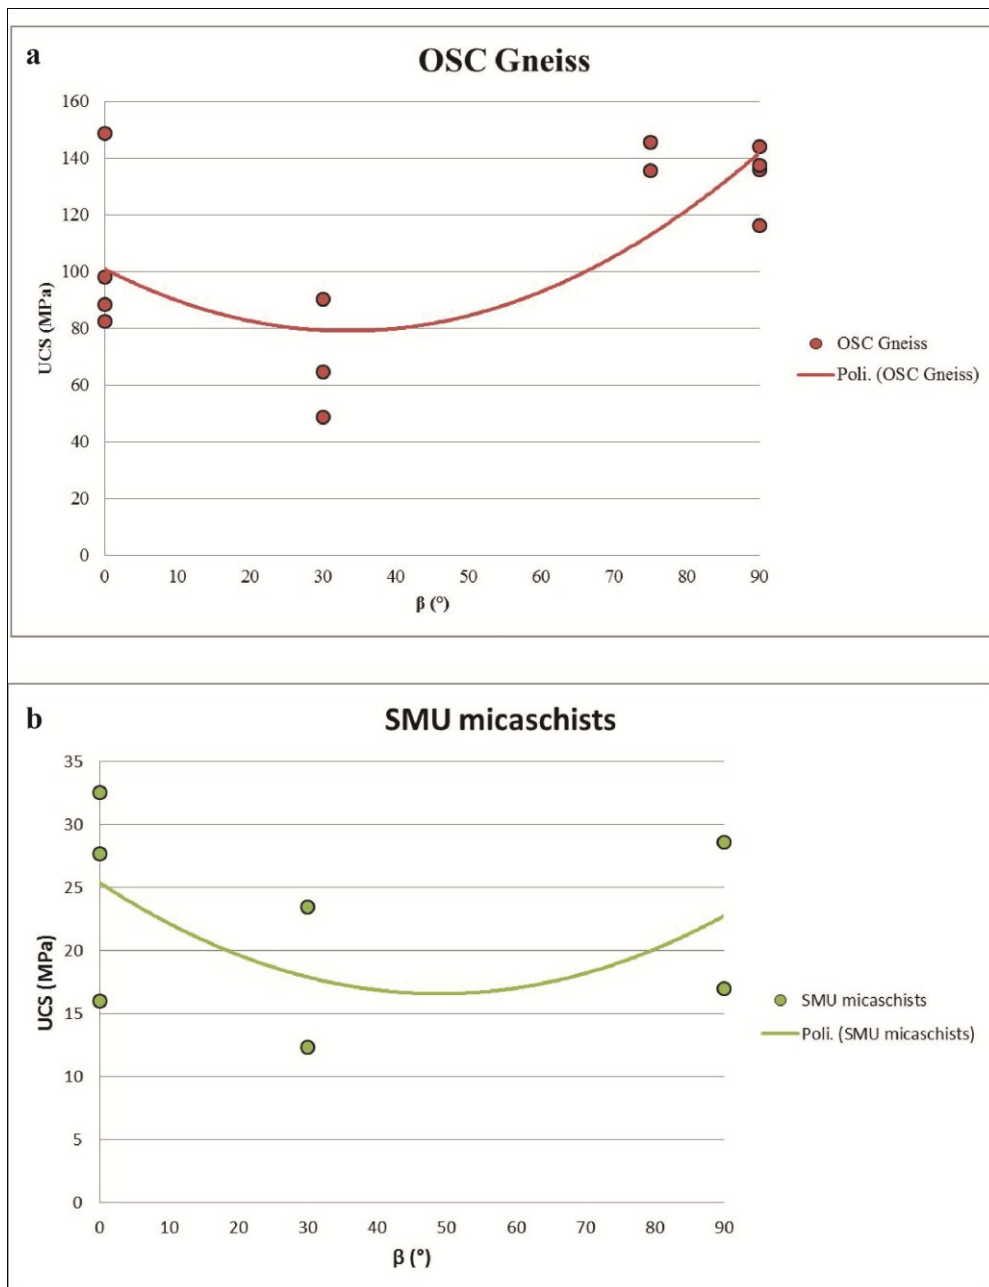 a
OSC Gneiss
160
140
120
100
80
60
40
20
0
UCS (MPa)
0 10 20 30 40 50 60 70 80 90
β (°)
OSC Gneiss
Poli. (OSC Gneiss)
b
SMU micaschists
35
30
25
20
15
10
5
0
UCS (MPa)
0 10 20 30 40 50 60 70 80 90
β (°)
SMU micaschists
Poli. (SMU micaschists)